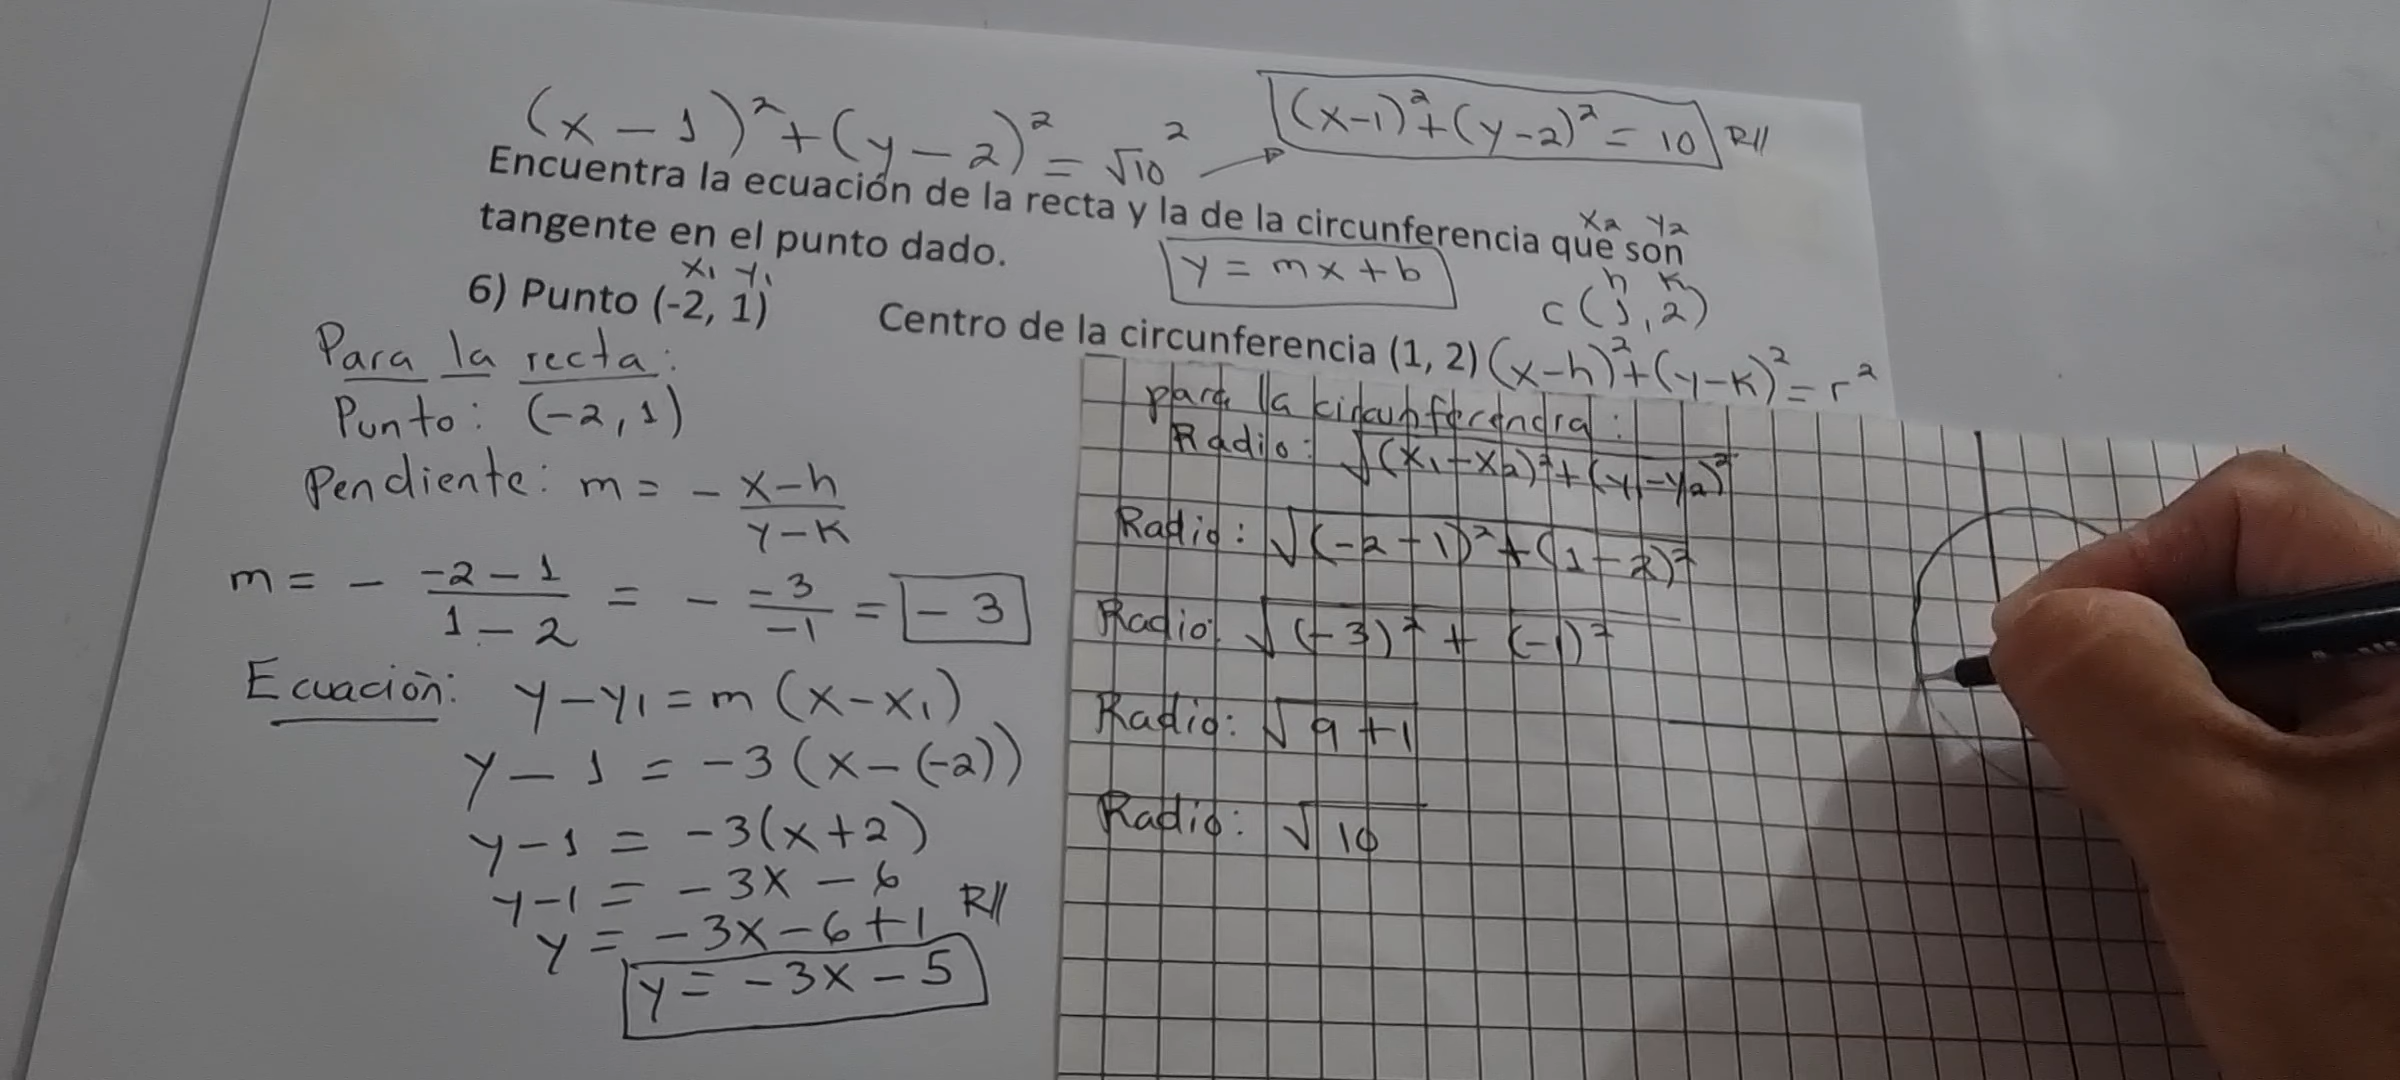 (x - 1)² + (y - 2)² = √10²
(x-1)² + (y-2)² = 10 R//
Encuentra la ecuación de la recta y la de la circunferencia que son
tangente en el punto dado.
y = mx + b
x₂ y₂
h k
c(1, 2)
x₁ y₁
6) Punto (-2, 1)
Centro de la circunferencia (1, 2)
(x-h)² + (y-k)² = r²
Para la recta:
Punto: (-2, 1)
Pendiente: m = - x-h / y-k
m = - -2-1 / 1-2 = - -3 / -1 = -3
Ecuación: y-y₁ = m (x-x₁)
y - 1 = -3 (x-(-2))
y-1 = -3(x+2)
y-1 = -3x - 6
y = -3x-6+1 R//
y = -3x - 5
para la circunferencia:
Radio: √(x₁-x₂)²+(y₁-y₂)²
Radio: √(-2-1)²+(1-2)²
Radio: √(-3)² + (-1)²
Radio: √9+1
Radio: √10